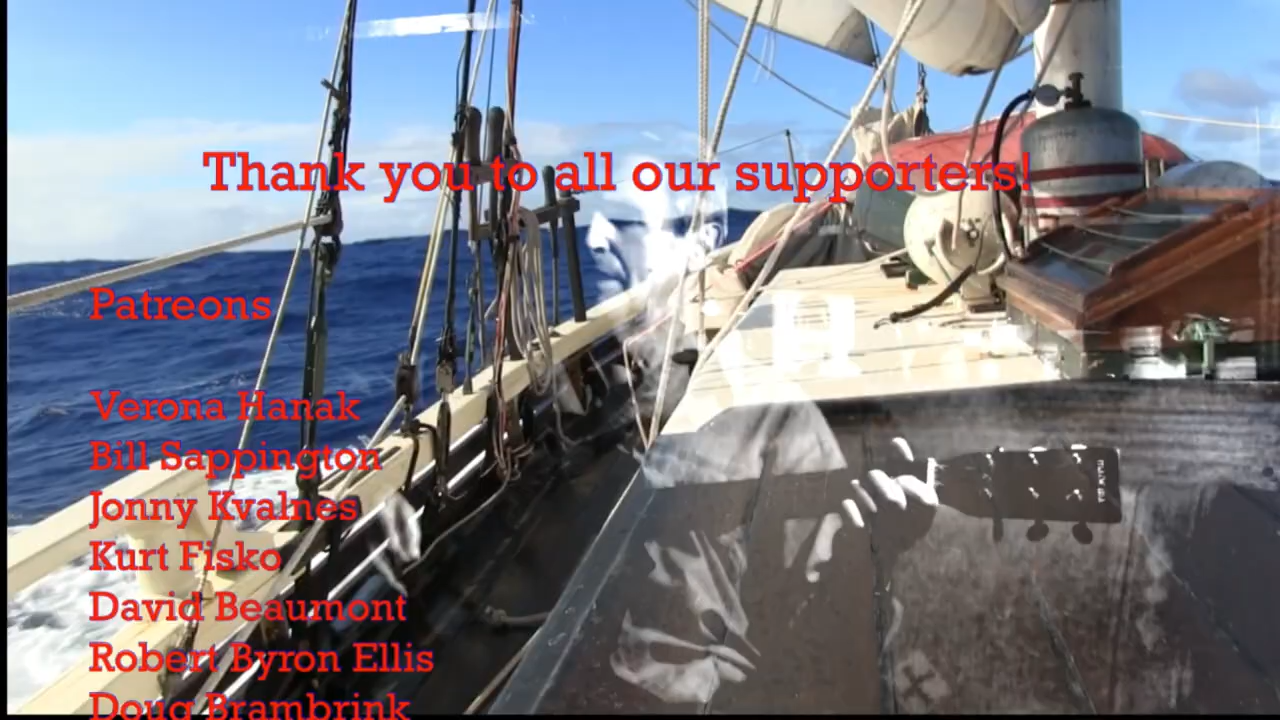 Thank you to all our supporters!
Patreons
Verona Hanak
Bill Sappington
Jonny Kvalnes
Kurt Fisko
David Beaumont
Robert Byron Ellis
Doug Brambrink